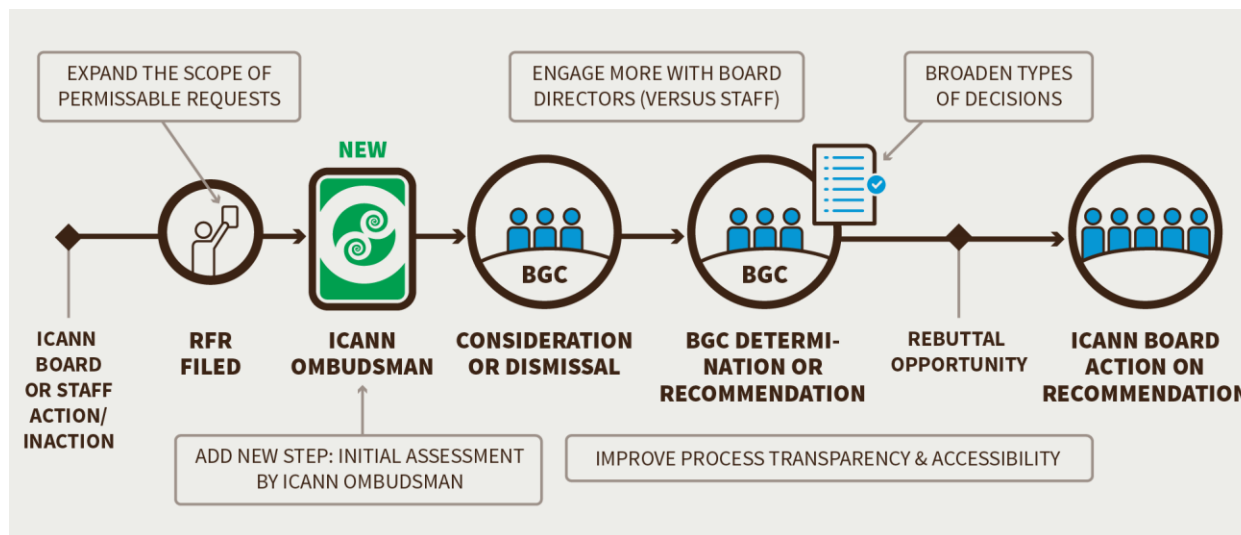 EXPAND THE SCOPE OF
PERMISSABLE REQUESTS
ENGAGE MORE WITH BOARD
DIRECTORS (VERSUS STAFF)
BROADEN TYPES
OF DECISIONS
NEW
BGC
BGC
ICANN
BOARD
OR STAFF
ACTION/
INACTION
RFR
FILED
ICANN
OMBUDSMAN
CONSIDERATION
OR DISMISSAL
BGC DETERMI-
NATION OR
RECOMMENDATION
REBUTTAL
OPPORTUNITY
ICANN BOARD
ACTION ON
RECOMMENDATION
ADD NEW STEP: INITIAL ASSESSMENT
BY ICANN OMBUDSMAN
IMPROVE PROCESS TRANSPARENCY & ACCESSIBILITY